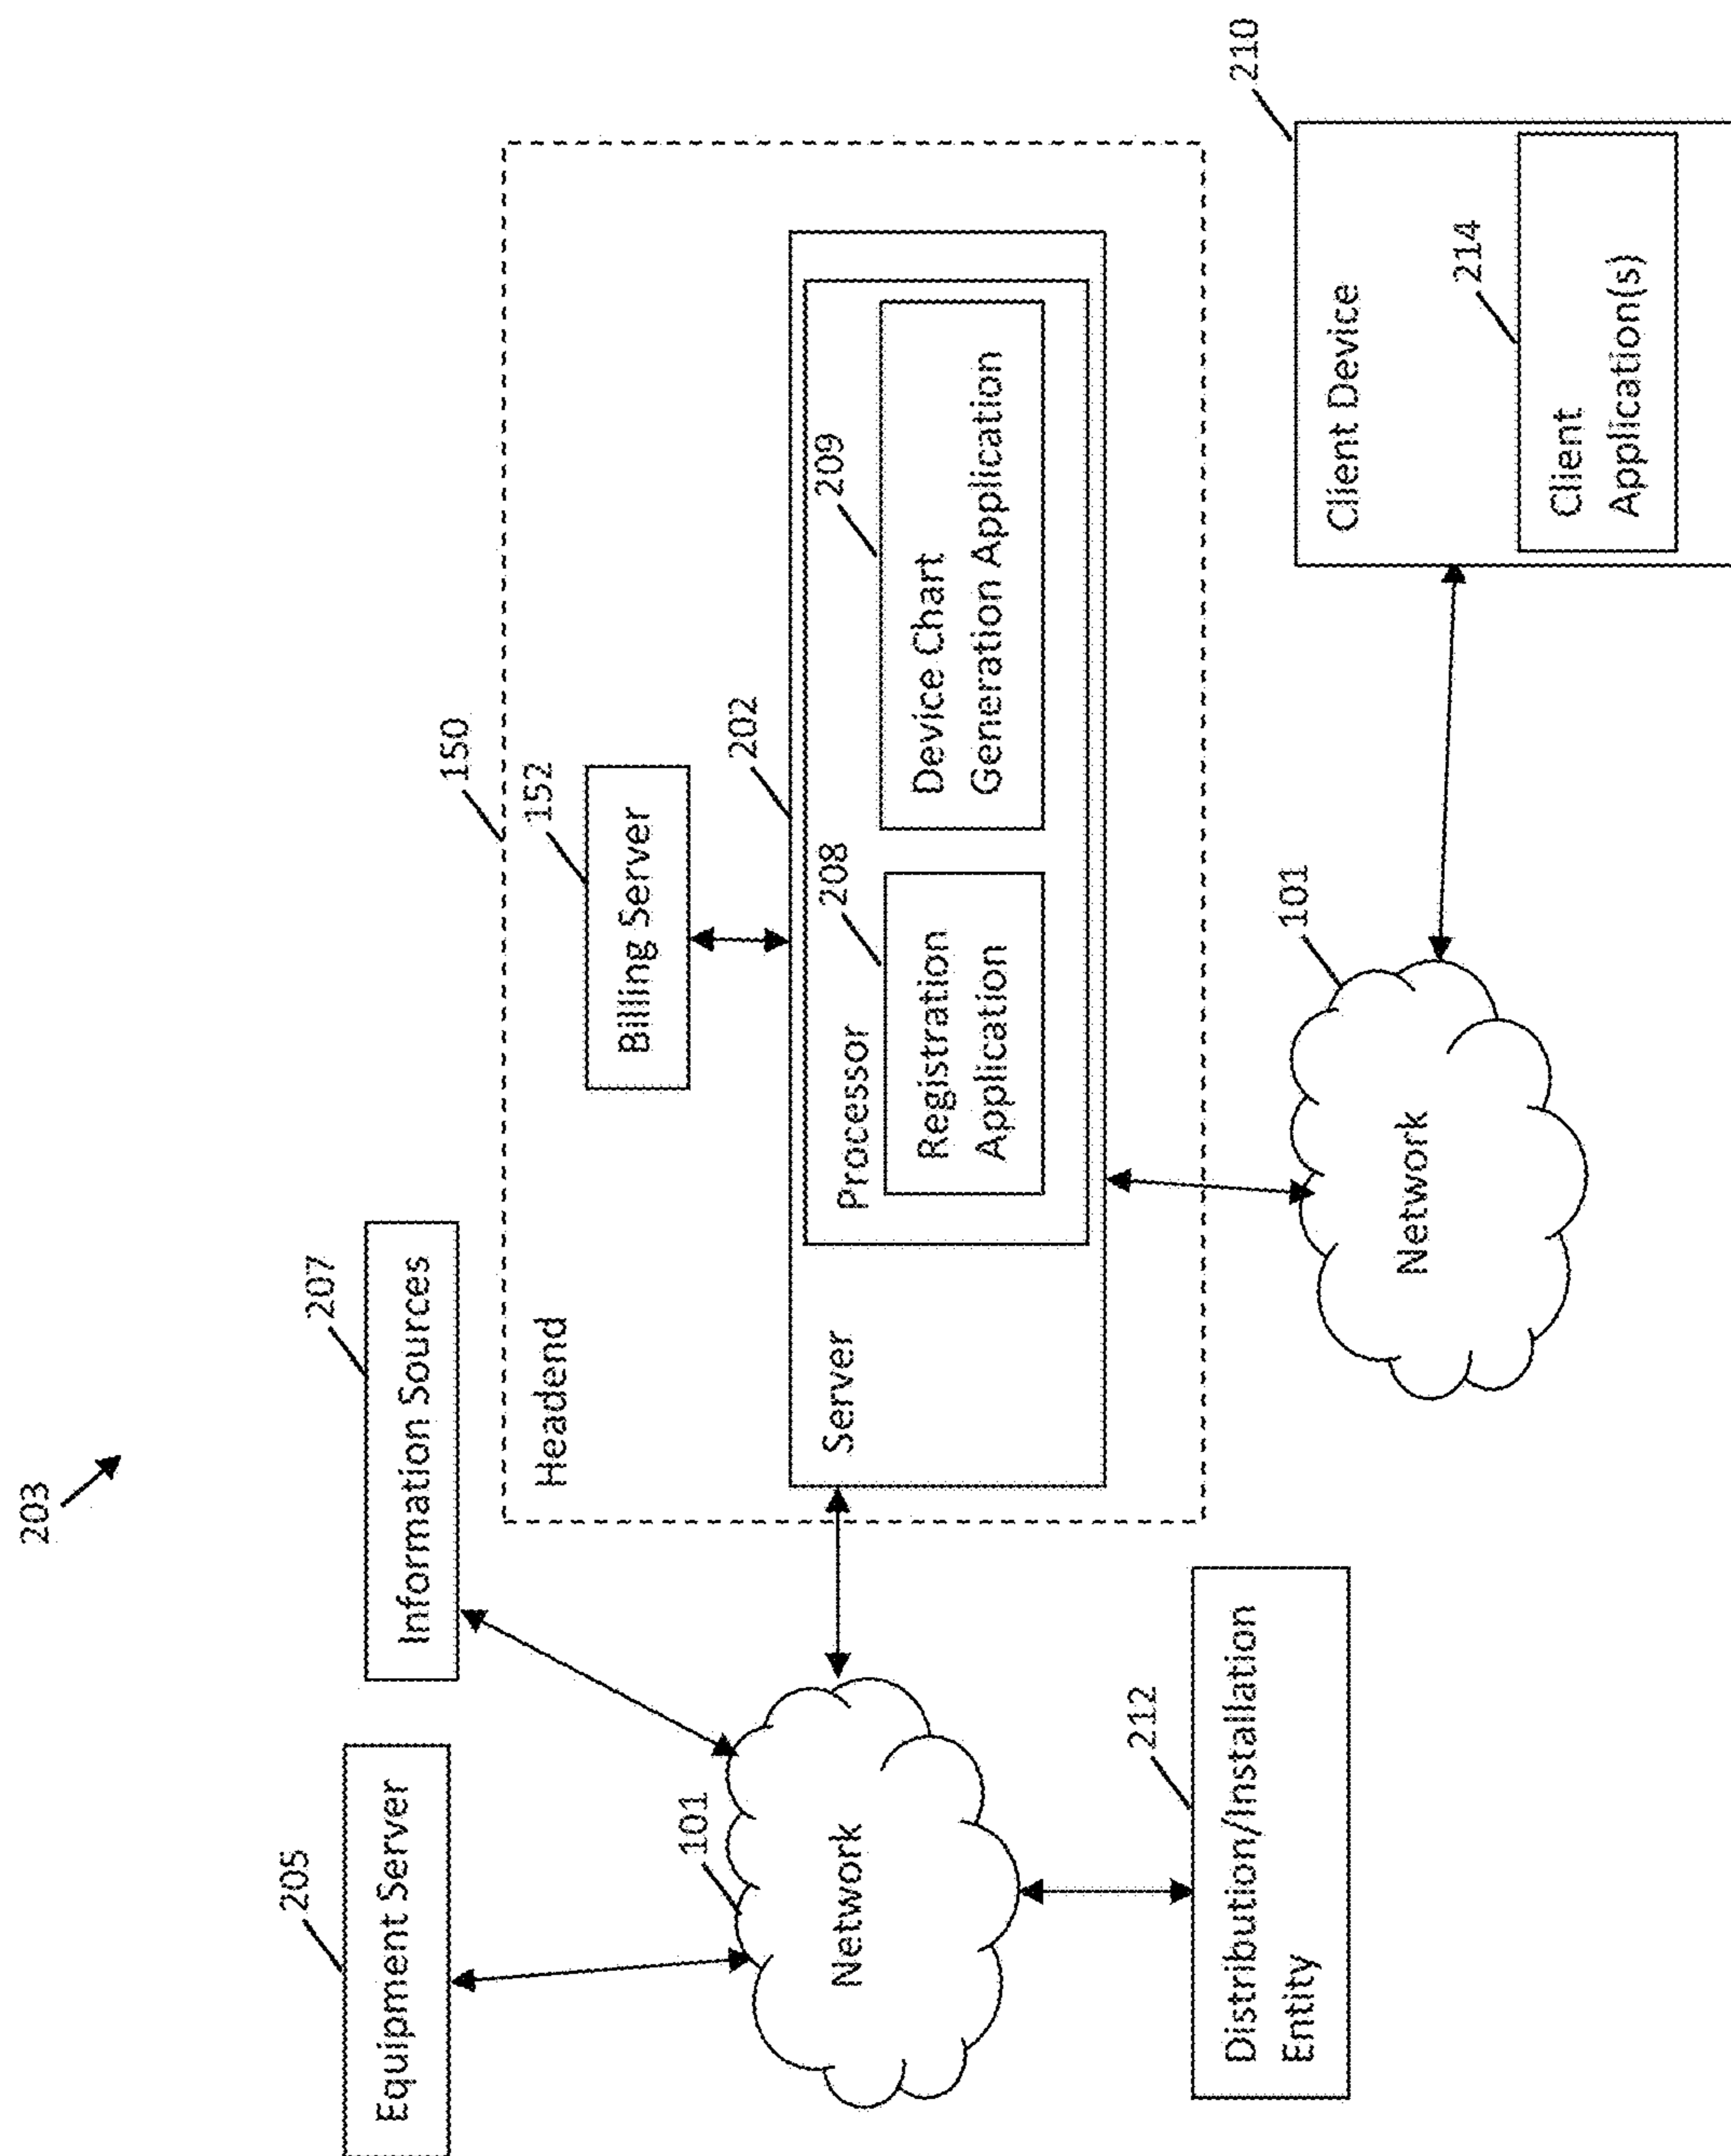 203
205
Equipment Server
207
Information Sources
101
Network
212
Distribution/Installation
Entity
150
Headend
152
Billing Server
202
Server
Processor
208
Registration
Application
209
Device Chart
Generation Application
101
Network
210
Client Device
214
Client
Application(s)